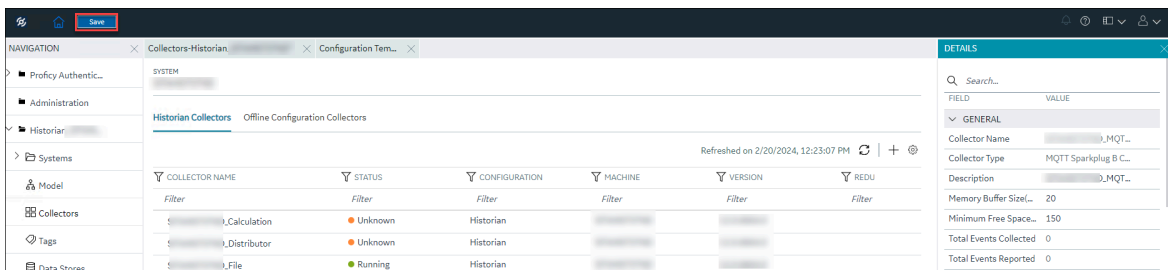 Save
NAVIGATION
Collectors-Historian
Configuration Tem...
DETAILS
Proficy Authentic...
Administration
Historian
Systems
Model
Collectors
Tags
Data Stores
SYSTEM
Historian Collectors Offline Configuration Collectors
Refreshed on 2/20/2024, 12:23:07 PM
COLLECTOR NAME STATUS CONFIGURATION MACHINE VERSION REDU
Filter Filter Filter Filter Filter Filter
_Calculation Unknown Historian
_Distributor Unknown Historian
_File Running Historian
Search...
FIELD VALUE
GENERAL
Collector Name _MQT...
Collector Type MQTT Sparkplug B C...
Description _MQT...
Memory Buffer Size(... 20
Minimum Free Space... 150
Total Events Collected 0
Total Events Reported 0